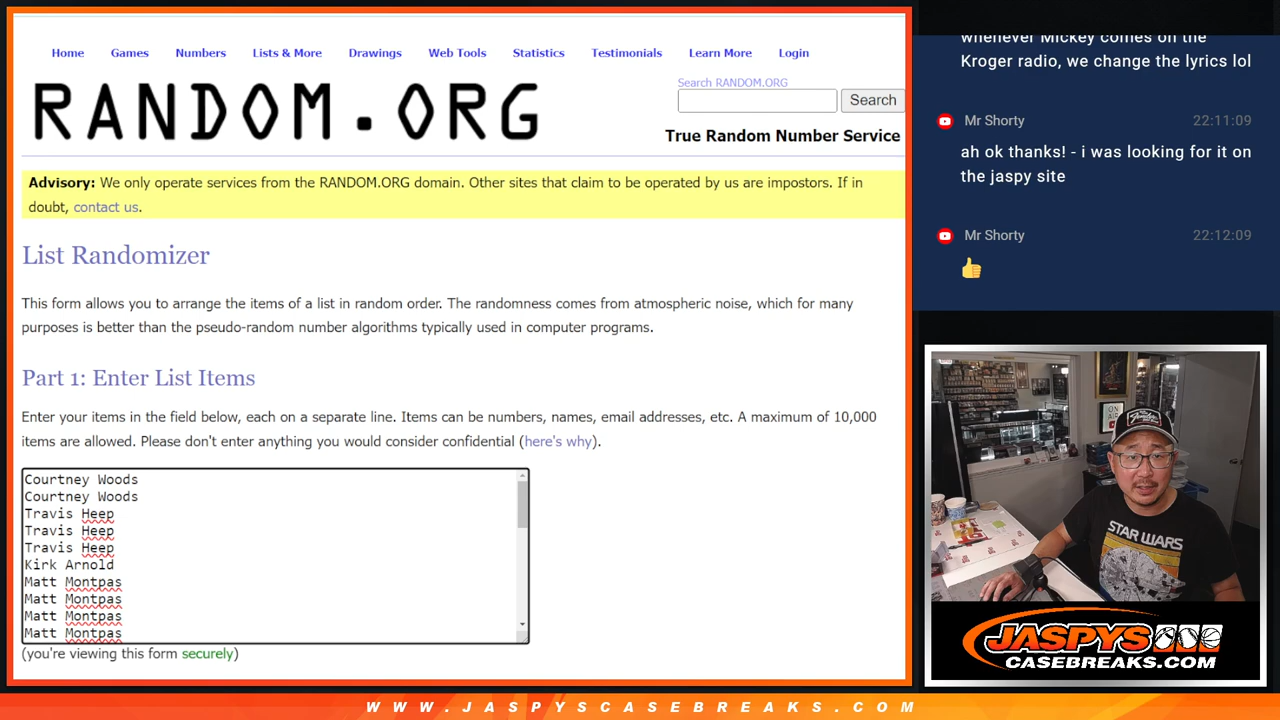 Home Games Numbers Lists & More Drawings Web Tools Statistics Testimonials Learn More Login
RANDOM.ORG
Search RANDOM.ORG
Search
True Random Number Service
Advisory: We only operate services from the RANDOM.ORG domain. Other sites that claim to be operated by us are impostors. If in
doubt, contact us.
List Randomizer
This form allows you to arrange the items of a list in random order. The randomness comes from atmospheric noise, which for many
purposes is better than the pseudo-random number algorithms typically used in computer programs.
Part 1: Enter List Items
Enter your items in the field below, each on a separate line. Items can be numbers, names, email addresses, etc. A maximum of 10,000
items are allowed. Please don't enter anything you would consider confidential (here's why).
Courtney Woods
Courtney Woods
Travis Heep
Travis Heep
Travis Heep
Kirk Arnold
Matt Montpas
Matt Montpas
Matt Montpas
Matt Montpas
(you're viewing this form securely)
whenever Mickey comes on the
Kroger radio, we change the lyrics lol
Mr Shorty 22:11:09
ah ok thanks! - i was looking for it on
the jaspy site
Mr Shorty 22:12:09
STAR WARS
JASPYS
CASEBREAKS.COM
WWW.JASPYSCASEBREAKS.COM